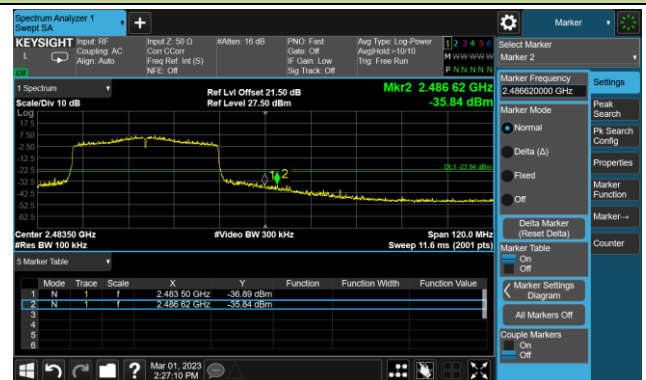 Spectrum Analyzer 1
Swept SA
Marker
KEYSIGHT
L
Input: RF
Coupling: AC
Align: Auto
Input Z: 50 Ω
Corr CCorr
Freq Ref: Int (S)
NFE: Off
#Atten: 16 dB
PNO: Fast
Gate: Off
IF Gain: Low
Sig Track: Off
Avg Type: Log-Power
Avg|Hold:>10/10
Trig: Free Run
1 2 3 4 5 6
M W W W W W
P N N N N N
Select Marker
Marker 2
1 Spectrum
Scale/Div 10 dB
Log
Ref Lvl Offset 21.50 dB
Ref Level 27.50 dBm
Mkr2 2.486 62 GHz
-35.84 dBm
17.5
7.50
-2.50
-12.5
-22.5
-32.5
-42.5
-52.5
-62.5
DL1 -23.94 dBm
1
2
Center 2.48350 GHz
#Res BW 100 kHz
#Video BW 300 kHz
Span 120.0 MHz
Sweep 11.6 ms (2001 pts)
5 Marker Table
Mode Trace Scale X Y Function Function Width Function Value
1 N 1 f 2.483 50 GHz -36.89 dBm
2 N 1 f 2.486 62 GHz -35.84 dBm
3
4
5
6
Marker Frequency
2.486620000 GHz
Marker Mode
Normal
Delta (Δ)
Fixed
Off
Delta Marker
(Reset Delta)
Marker Table
On
Off
Marker Settings
Diagram
All Markers Off
Couple Markers
On
Off
Settings
Peak
Search
Pk Search
Config
Properties
Marker
Function
Marker→
Counter
?
Mar 01, 2023
2:27:10 PM